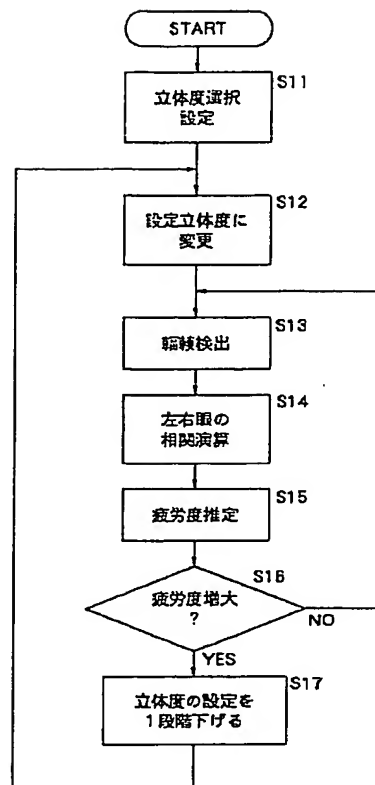 START
S11
立体度選択
設定
S12
設定立体度に
変更
S13
輻輳検出
S14
左右眼の
相関演算
S15
疲労度推定
S16
疲労度増大
?
NO
YES
S17
立体度の設定を
1段階下げる